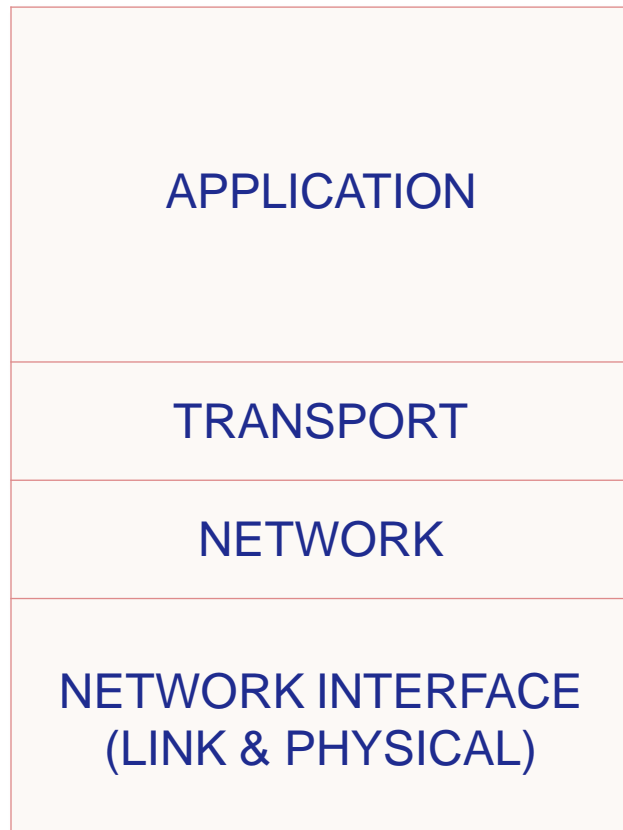 APPLICATION
TRANSPORT
NETWORK
NETWORK INTERFACE
(LINK & PHYSICAL)